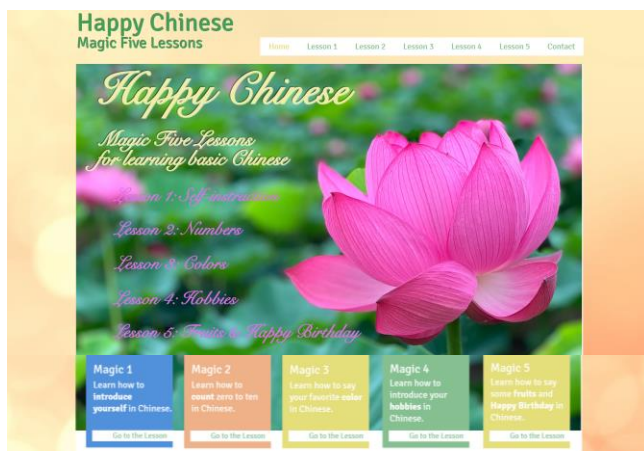 Happy Chinese
Magic Five Lessons
Home Lesson 1 Lesson 2 Lesson 3 Lesson 4 Lesson 5 Contact
Happy Chinese
Magic Five Lessons
for learning basic Chinese
Lesson 1: Self-instruction
Lesson 2: Numbers
Lesson 3: Colors
Lesson 4: Hobbies
Lesson 5: Fruits & Happy Birthday
Magic 1
Learn how to
introduce
yourself in Chinese.
Go to the Lesson
Magic 2
Learn how to
count zero to ten
in Chinese.
Go to the Lesson
Magic 3
Learn how to say
your favorite color
in Chinese.
Go to the Lesson
Magic 4
Learn how to
introduce your
hobbies in
Chinese.
Go to the Lesson
Magic 5
Learn how to say
some fruits and
Happy Birthday in
Chinese.
Go to the Lesson